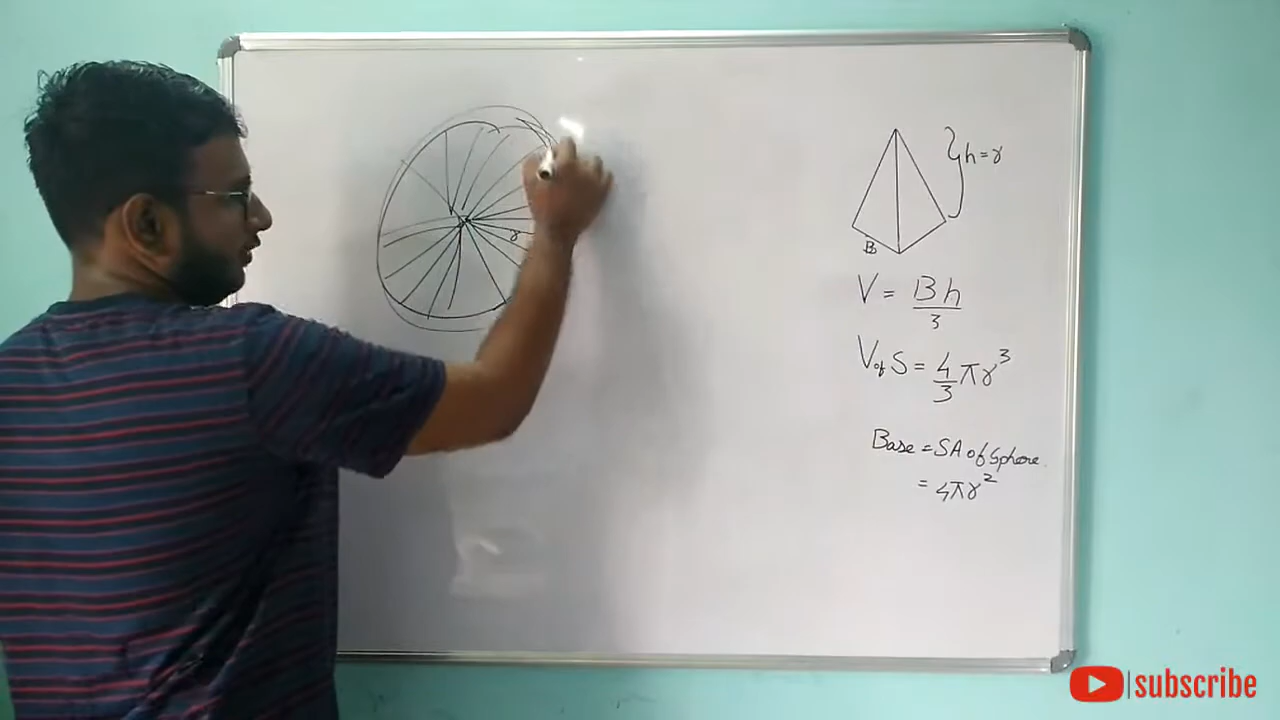 r
h = r
B
V = Bh/3
V of S = 4/3 πr³
Base = SA of Sphere.
= 4πr²
subscribe